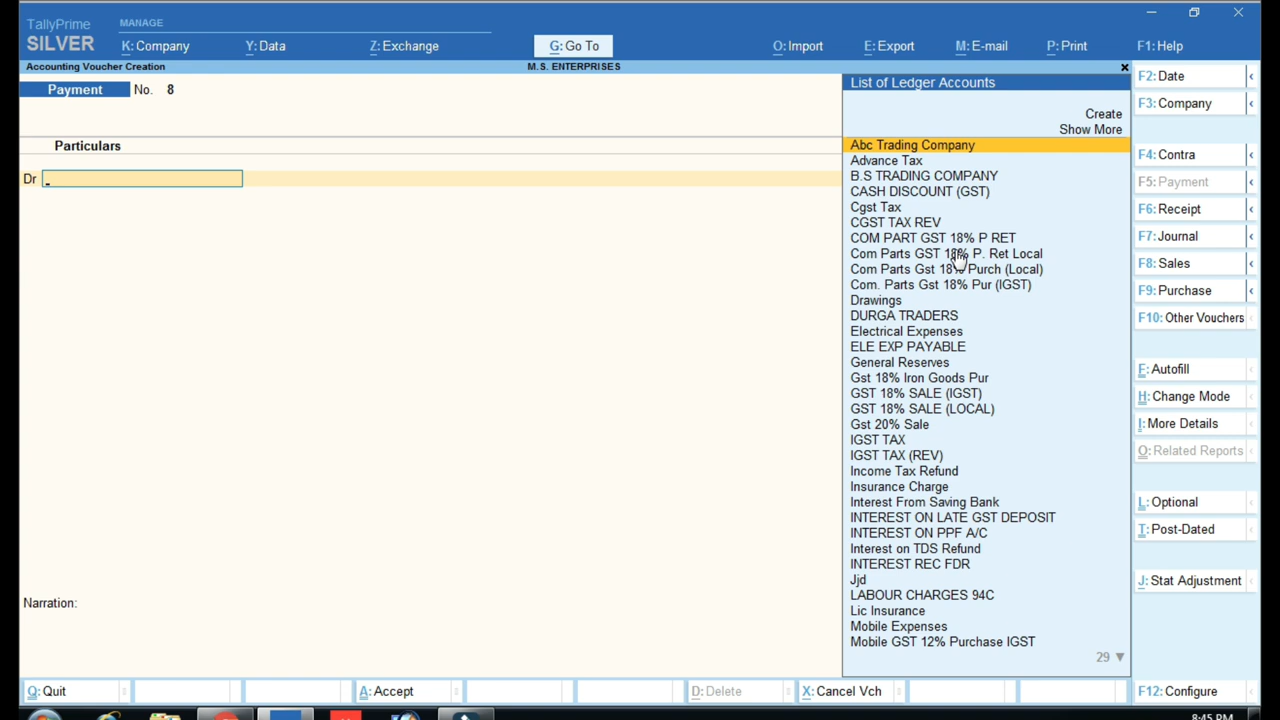 TallyPrime
SILVER
MANAGE
K: Company
Y: Data
Z: Exchange
G: Go To
O: Import
E: Export
M: E-mail
P: Print
F1: Help
Accounting Voucher Creation
M.S. ENTERPRISES
Payment No. 8
Particulars
Dr
Narration:
List of Ledger Accounts
Create
Show More
Abc Trading Company
Advance Tax
B.S TRADING COMPANY
CASH DISCOUNT (GST)
Cgst Tax
CGST TAX REV
COM PART GST 18% P RET
Com Parts GST 18% P. Ret Local
Com Parts Gst 18% Purch (Local)
Com. Parts Gst 18% Pur (IGST)
Drawings
DURGA TRADERS
Electrical Expenses
ELE EXP PAYABLE
General Reserves
Gst 18% Iron Goods Pur
GST 18% SALE (IGST)
GST 18% SALE (LOCAL)
Gst 20% Sale
IGST TAX
IGST TAX (REV)
Income Tax Refund
Insurance Charge
Interest From Saving Bank
INTEREST ON LATE GST DEPOSIT
INTEREST ON PPF A/C
Interest on TDS Refund
INTEREST REC FDR
Jjd
LABOUR CHARGES 94C
Lic Insurance
Mobile Expenses
Mobile GST 12% Purchase IGST
29 ▼
F2: Date
F3: Company
F4: Contra
F5: Payment
F6: Receipt
F7: Journal
F8: Sales
F9: Purchase
F10: Other Vouchers
F: Autofill
H: Change Mode
I: More Details
O: Related Reports
L: Optional
T: Post-Dated
J: Stat Adjustment
Q: Quit
A: Accept
D: Delete
X: Cancel Vch
F12: Configure
8:45 PM